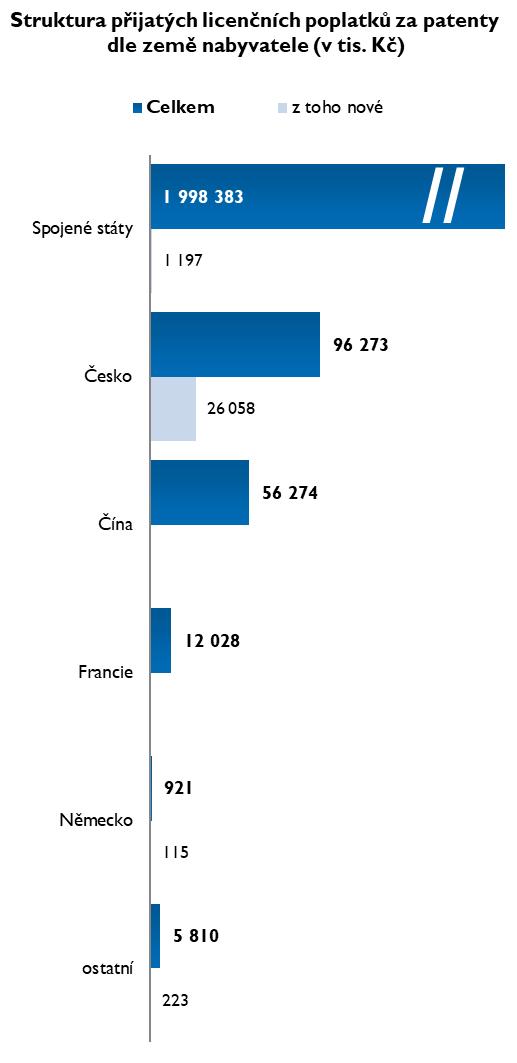 Struktura přijatých licenčních poplatků za patenty
dle země nabyvatele (v tis. Kč)
Celkem z toho nové
1 998 383
Spojené státy
1 197
96 273
Česko
26 058
56 274
Čína
12 028
Francie
921
Německo
115
5 810
ostatní
223